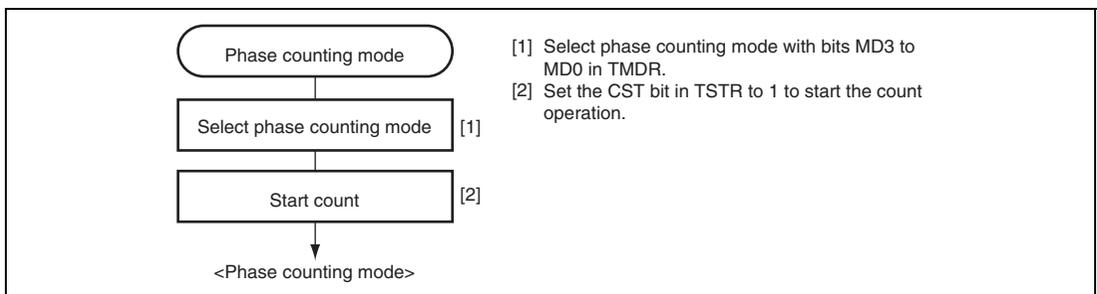 Phase counting mode
Select phase counting mode [1]
Start count [2]
<Phase counting mode>
[1] Select phase counting mode with bits MD3 to
MD0 in TMDR.
[2] Set the CST bit in TSTR to 1 to start the count
operation.